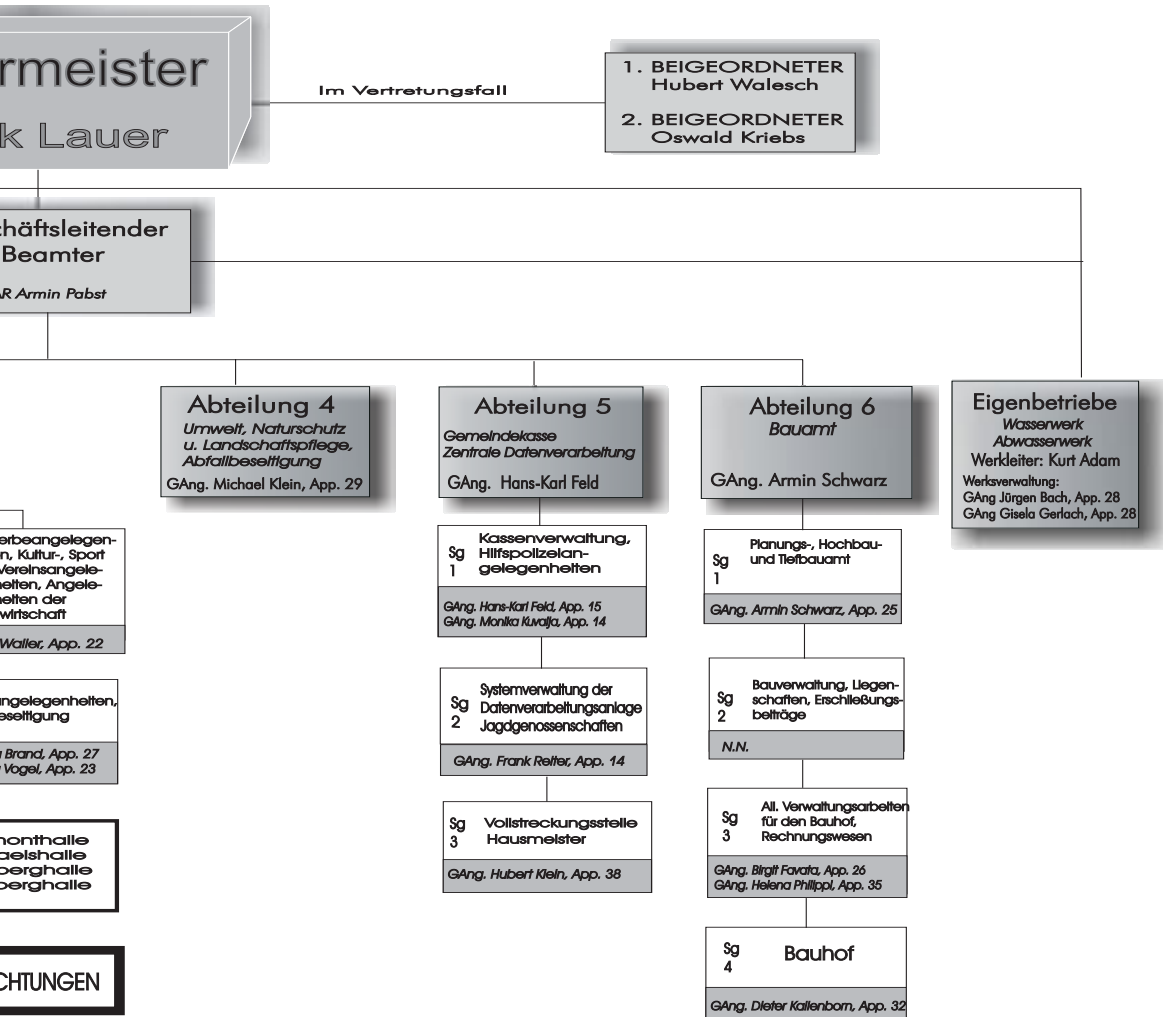 rmeister
k Lauer
Im Vertretungsfall
1. BEIGEORDNETER
Hubert Walesch
2. BEIGEORDNETER
Oswald Kriebs
chäftsleitender
Beamter
AR Armin Pabst
Abteilung 4
Umwelt, Naturschutz
u. Landschaftspflege,
Abfallbeseitigung
GAng. Michael Klein, App. 29
Abteilung 5
Gemeindekasse
Zentrale Datenverarbeitung
GAng. Hans-Karl Feld
Abteilung 6
Bauamt
GAng. Armin Schwarz
Eigenbetriebe
Wasserwerk
Abwasserwerk
Werkleiter: Kurt Adam
Werksverwaltung:
GAng Jürgen Bach, App. 28
GAng Gisela Gerlach, App. 28
erbeangelegen-
n, Kultur-, Sport
Vereinsangele-
heiten, Angele-
heiten der
wirtschaft
Waller, App. 22
ngelegenheiten,
eseitigung
a Brand, App. 27
Vogel, App. 23
nonthalle
aelshalle
berghalle
berghalle
CHTUNGEN
Sg
1
Kassenverwaltung,
Hilfspolizeian-
gelegenheiten
GAng. Hans-Karl Feld, App. 15
GAng. Monika Kuvalja, App. 14
Sg
2
Systemverwaltung der
Datenverarbeitungsanlage
Jagdgenossenschaften
GAng. Frank Reiter, App. 14
Sg
3
Vollstreckungsstelle
Hausmeister
GAng. Hubert Klein, App. 38
Sg
1
Planungs-, Hochbau-
und Tiefbauamt
GAng. Armin Schwarz, App. 25
Sg
2
Bauverwaltung, Liegen-
schaften, Erschließungs-
beiträge
N.N.
Sg
3
All. Verwaltungsarbeiten
für den Bauhof,
Rechnungswesen
GAng. Birgit Favata, App. 26
GAng. Helena Philippi, App. 35
Sg
4
Bauhof
GAng. Dieter Kallenborn, App. 32